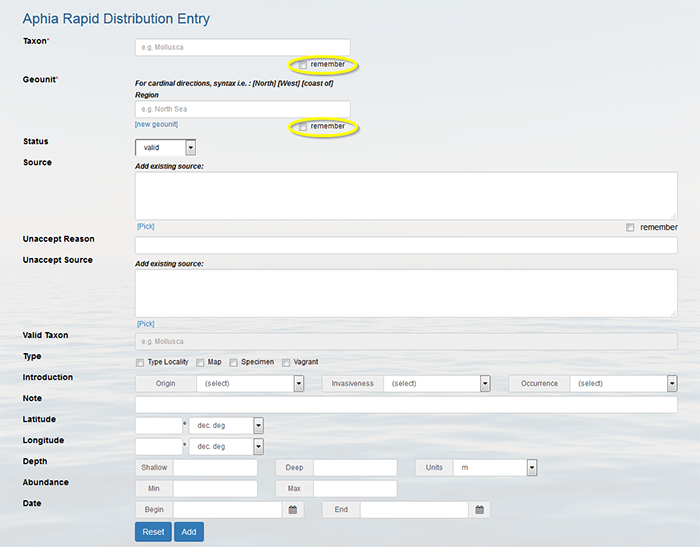 Aphia Rapid Distribution Entry
Taxon*
e.g. Mollusca
remember
Geounit*
For cardinal directions, syntax i.e. : [North] [West] [coast of]
Region
e.g. North Sea
[new geounit]
remember
Status
valid
Source
Add existing source:
[Pick]
remember
Unaccept Reason
Unaccept Source
Add existing source:
[Pick]
Valid Taxon
e.g. Mollusca
Type
Type Locality Map Specimen Vagrant
Introduction
Origin (select) Invasiveness (select) Occurrence (select)
Note
Latitude
° dec. deg
Longitude
° dec. deg
Depth
Shallow Deep Units m
Abundance
Min Max
Date
Begin End
Reset Add